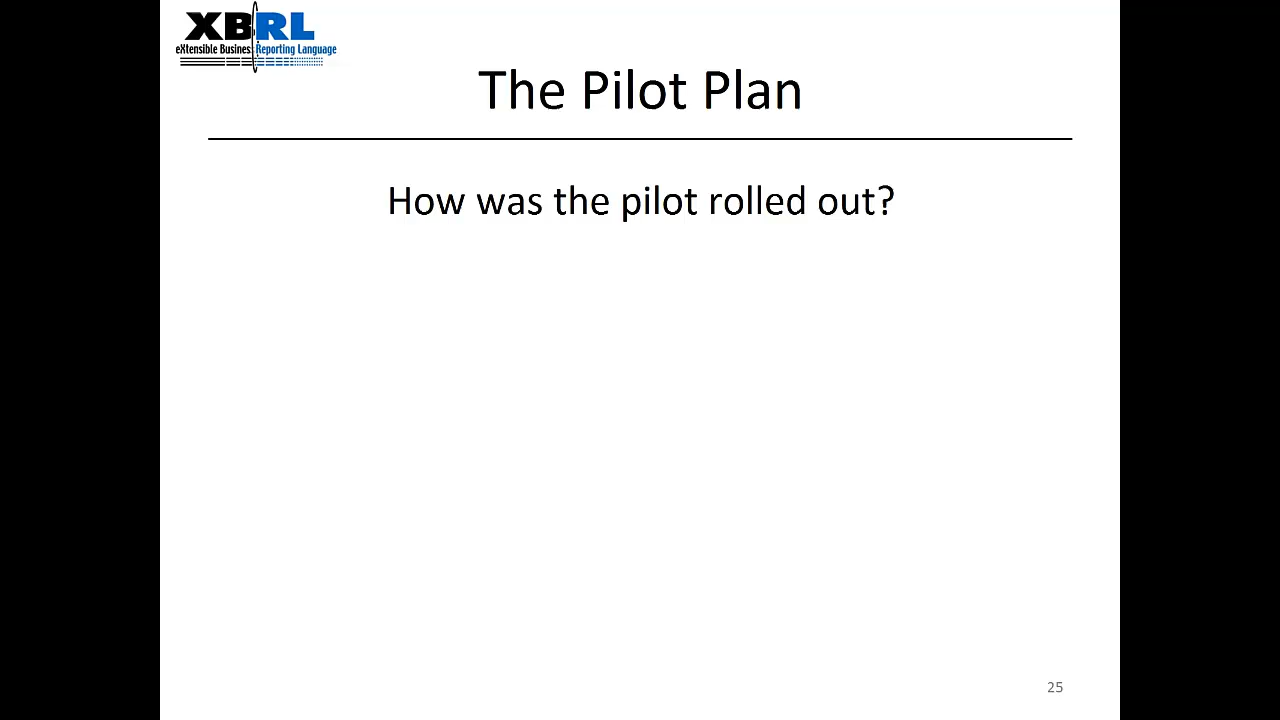 XBRL
eXtensible Business Reporting Language
The Pilot Plan
How was the pilot rolled out?
25